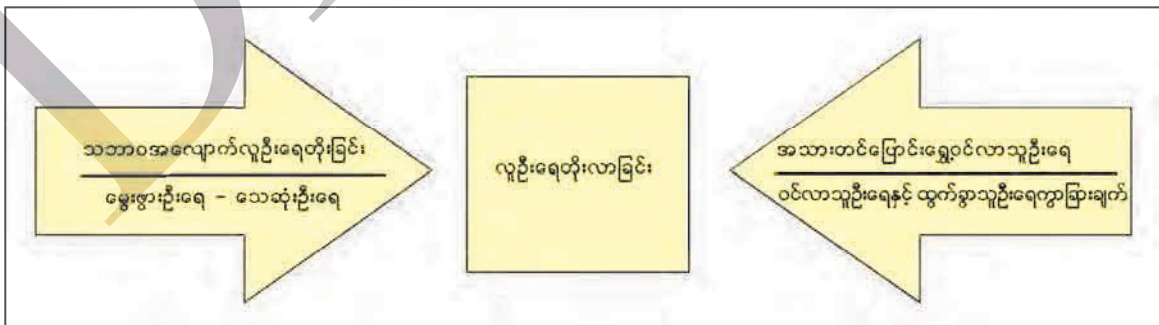 သဘာဝအလျောက်လူဦးရေတိုးခြင်း
မွေးဖွားဦးရေ – သေဆုံးဦးရေ
လူဦးရေတိုးလာခြင်း
အသားတင်ပြောင်းရွှေ့ဝင်လာသူဦးရေ
ဝင်လာသူဦးရေနှင့် ထွက်ခွာသူဦးရေကွာခြားချက်